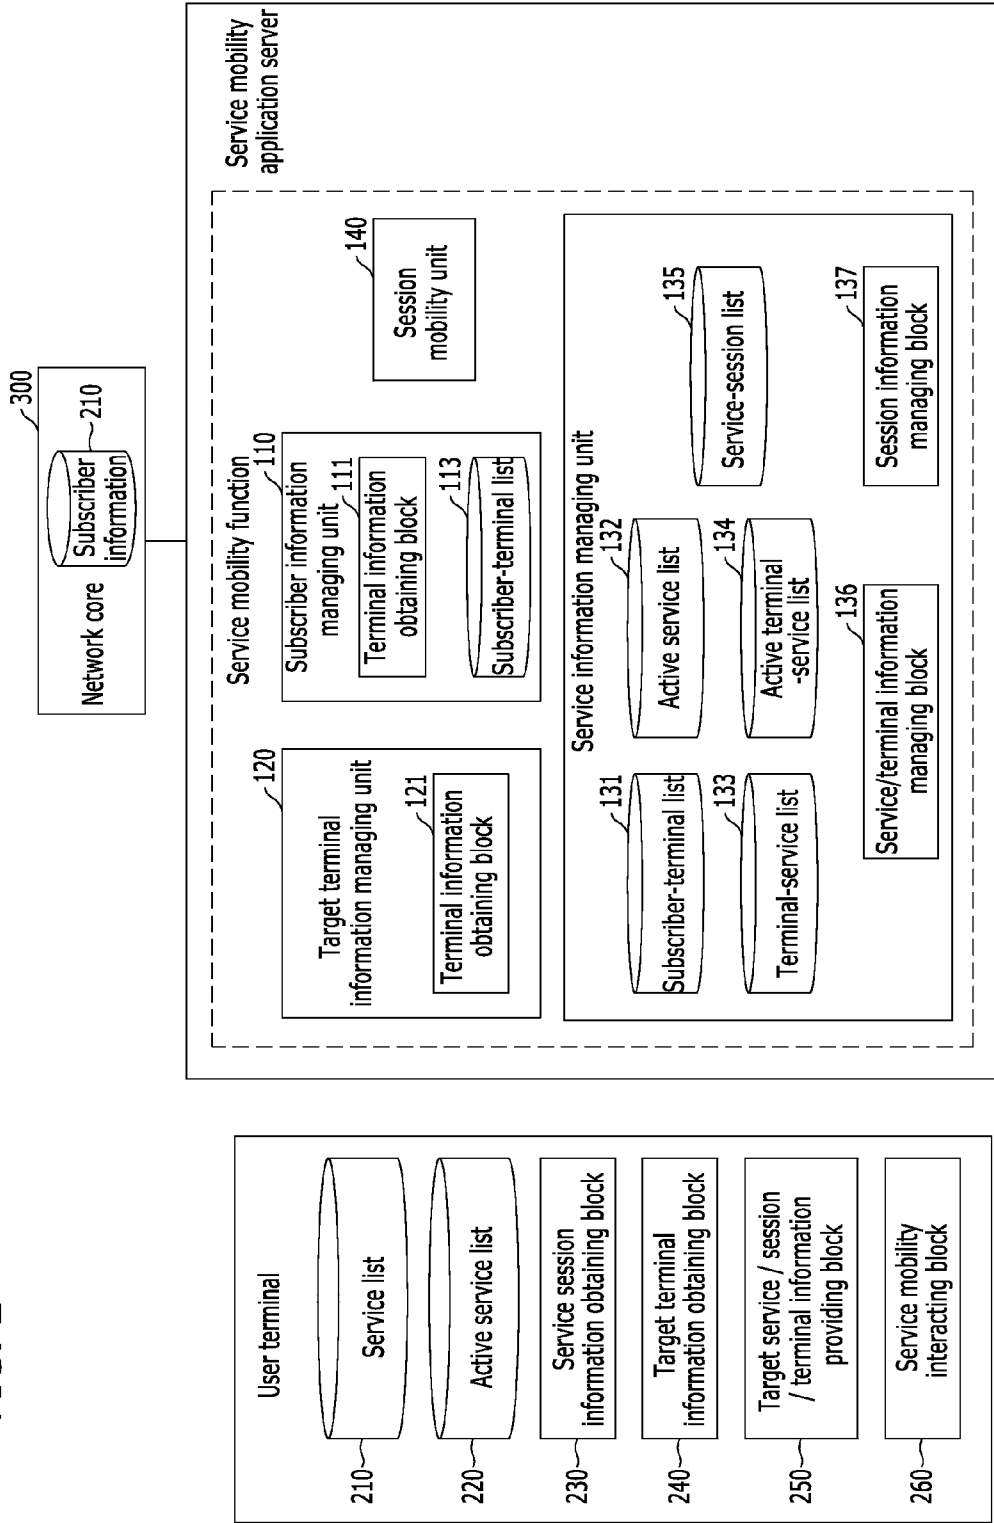 User terminal
Service list
210
Active service list
220
Service session
information obtaining block
230
Target terminal
information obtaining block
240
Target service / session
/ terminal information
providing block
250
Service mobility
interacting block
260
300
Subscriber
information
210
Network core
Service mobility
application server
Service mobility function
120
Target terminal
information managing unit
121
Terminal information
obtaining block
110
Subscriber information
managing unit
111
Terminal information
obtaining block
113
Subscriber-terminal list
140
Session
mobility unit
Service information managing unit
131
Subscriber-terminal list
132
Active service list
133
Terminal-service list
134
Active terminal
-service list
135
Service-session list
136
Service/terminal information
managing block
137
Session information
managing block